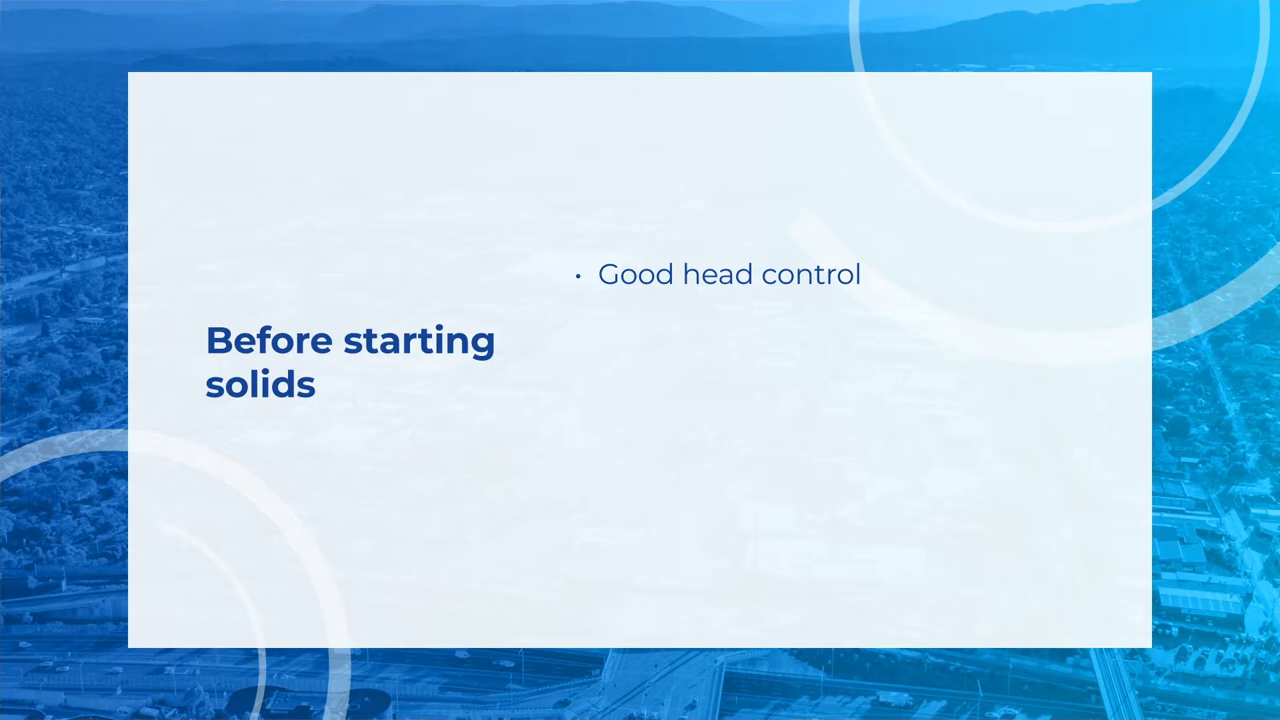 Before starting
solids
• Good head control